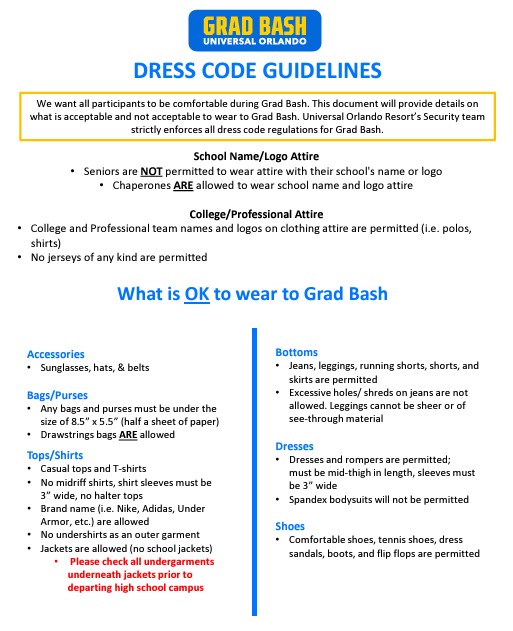 GRAD BASH
UNIVERSAL ORLANDO
DRESS CODE GUIDELINES
We want all participants to be comfortable during Grad Bash. This document will provide details on
what is acceptable and not acceptable to wear to Grad Bash. Universal Orlando Resort's Security team
strictly enforces all dress code regulations for Grad Bash.
School Name/Logo Attire
• Seniors are NOT permitted to wear attire with their school's name or logo
• Chaperones ARE allowed to wear school name and logo attire
College/Professional Attire
• College and Professional team names and logos on clothing attire are permitted (i.e. polos,
shirts)
• No jerseys of any kind are permitted
What is OK to wear to Grad Bash
Accessories
• Sunglasses, hats, & belts
Bags/Purses
• Any bags and purses must be under the
size of 8.5" x 5.5" (half a sheet of paper)
• Drawstrings bags ARE allowed
Tops/Shirts
• Casual tops and T-shirts
• No midriff shirts, shirt sleeves must be
3" wide, no halter tops
• Brand name (i.e. Nike, Adidas, Under
Armor, etc.) are allowed
• No undershirts as an outer garment
• Jackets are allowed (no school jackets)
• Please check all undergarments
underneath jackets prior to
departing high school campus
Bottoms
• Jeans, leggings, running shorts, shorts, and
skirts are permitted
• Excessive holes/ shreds on jeans are not
allowed. Leggings cannot be sheer or of
see-through material
Dresses
• Dresses and rompers are permitted;
must be mid-thigh in length, sleeves must
be 3" wide
• Spandex bodysuits will not be permitted
Shoes
• Comfortable shoes, tennis shoes, dress
sandals, boots, and flip flops are permitted